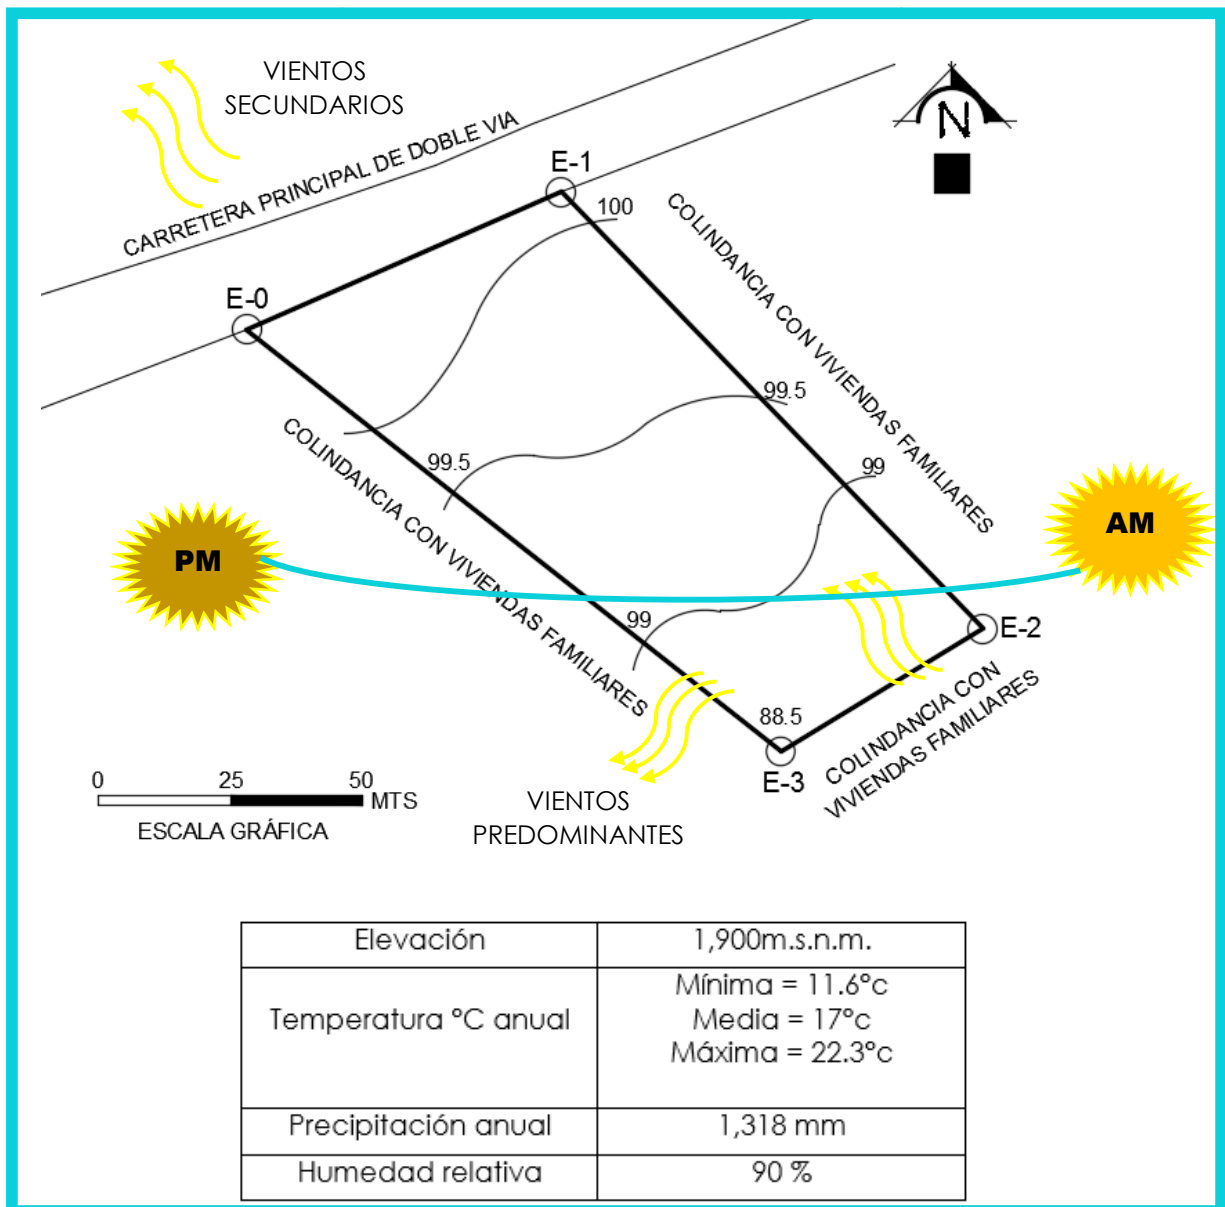 VIENTOS
SECUNDARIOS
CARRETERA PRINCIPAL DE DOBLE VIA
N
E-1
100
E-0
COLINDANCIA CON VIVIENDAS FAMILIARES
99.5
99.5
99
COLINDANCIA CON VIVIENDAS FAMILIARES
AM
PM
99
E-2
88.5
E-3
COLINDANCIA CON
VIVIENDAS FAMILIARES
0 25 50 MTS
ESCALA GRÁFICA
VIENTOS
PREDOMINANTES
Elevación 1,900m.s.n.m.
Temperatura °C anual Mínima = 11.6°c
Media = 17°c
Máxima = 22.3°c
Precipitación anual 1,318 mm
Humedad relativa 90 %